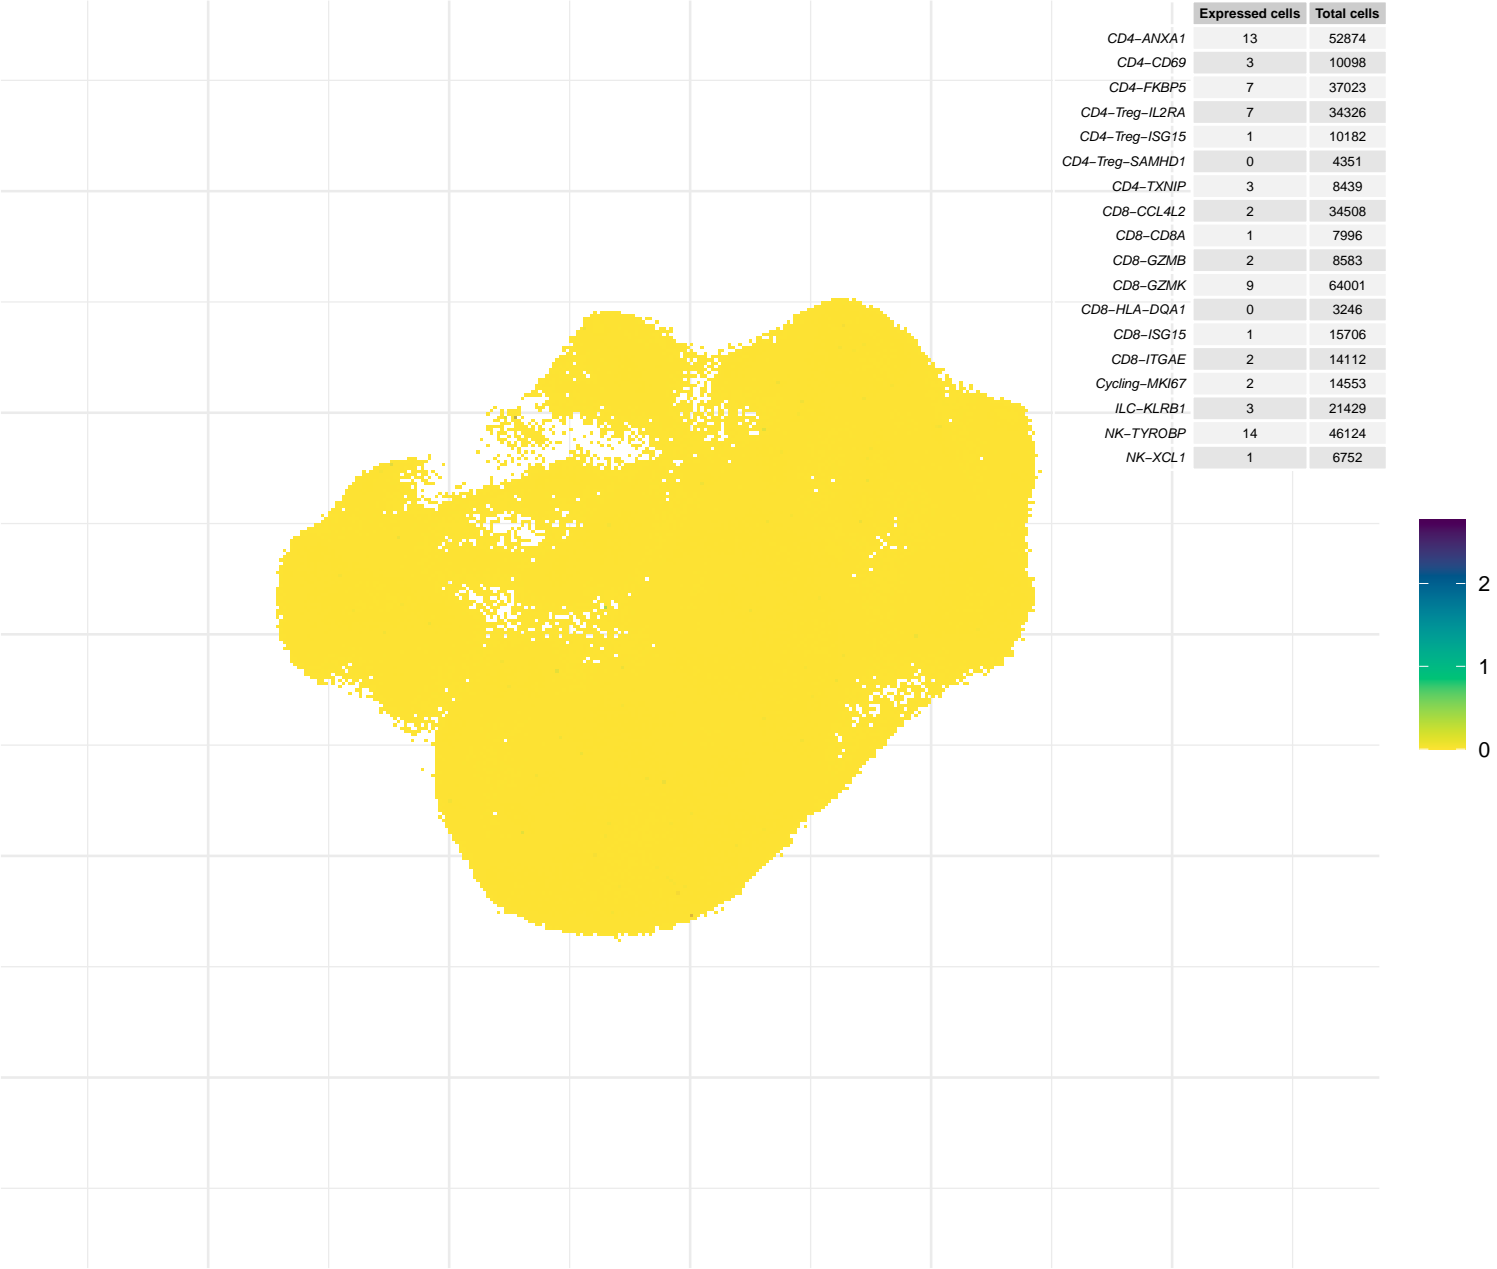 Expressed cells Total cells
CD4−ANXA1 13 52874
CD4−CD69 3 10098
CD4−FKBP5 7 37023
CD4−Treg−IL2RA 7 34326
CD4−Treg−ISG15 1 10182
CD4−Treg−SAMHD1 0 4351
CD4−TXNIP 3 8439
CD8−CCL4L2 2 34508
CD8−CD8A 1 7996
CD8−GZMB 2 8583
CD8−GZMK 9 64001
CD8−HLA−DQA1 0 3246
CD8−ISG15 1 15706
CD8−ITGAE 2 14112
Cycling−MKI67 2 14553
ILC−KLRB1 3 21429
NK−TYROBP 14 46124
NK−XCL1 1 6752
2
1
0